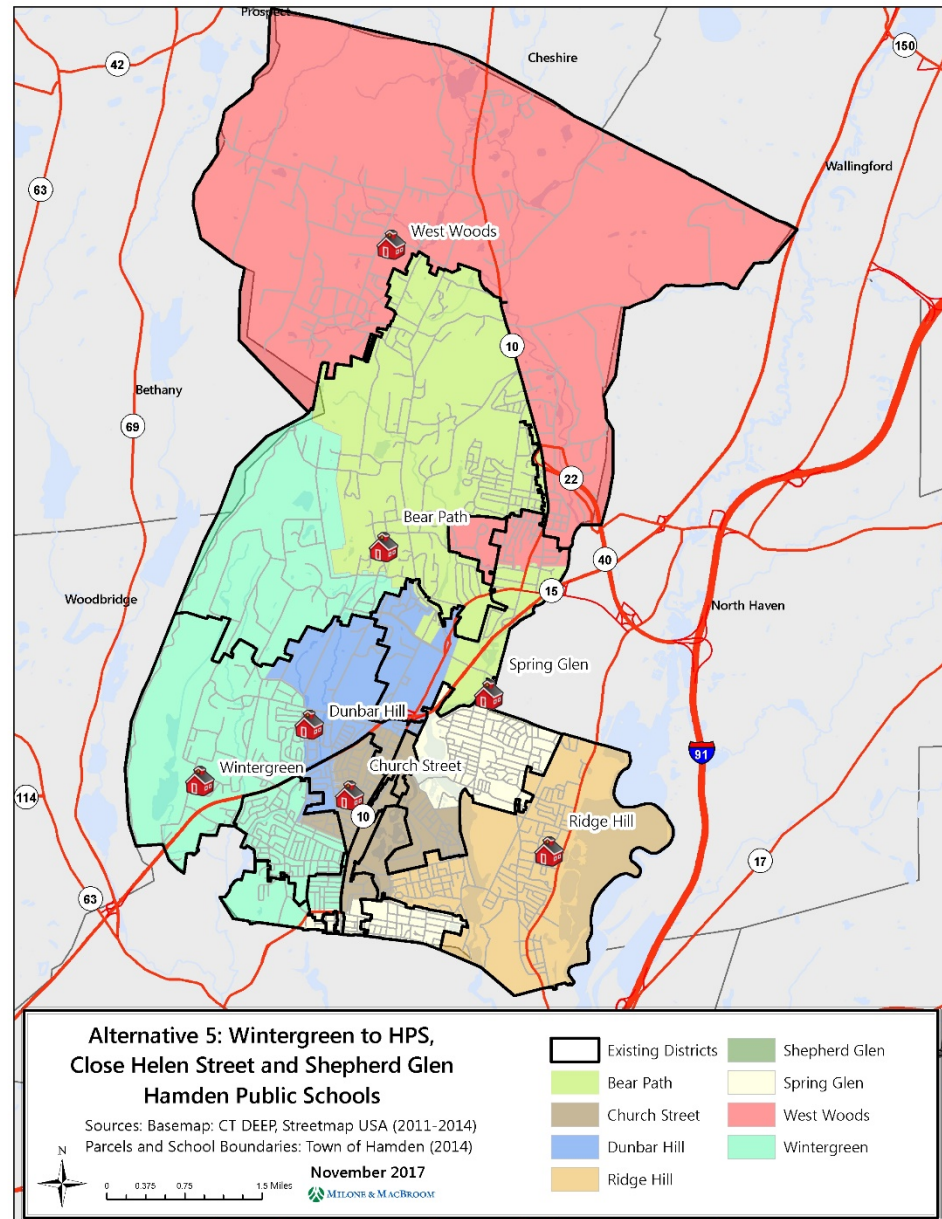 Prospect
Cheshire
42
150
Wallingford
63
West Woods
10
Bethany
69
22
Bear Path
40
15
Woodbridge
North Haven
Spring Glen
Dunbar Hill
91
Wintergreen
Church Street
114
10
Ridge Hill
17
63
Alternative 5: Wintergreen to HPS,
Close Helen Street and Shepherd Glen
Hamden Public Schools
Sources: Basemap: CT DEEP, Streetmap USA (2011-2014)
Parcels and School Boundaries: Town of Hamden (2014)
November 2017
N
0 0.375 0.75 1.5 Miles
MILONE & MACBROOM
Existing Districts
Bear Path
Church Street
Dunbar Hill
Ridge Hill
Shepherd Glen
Spring Glen
West Woods
Wintergreen